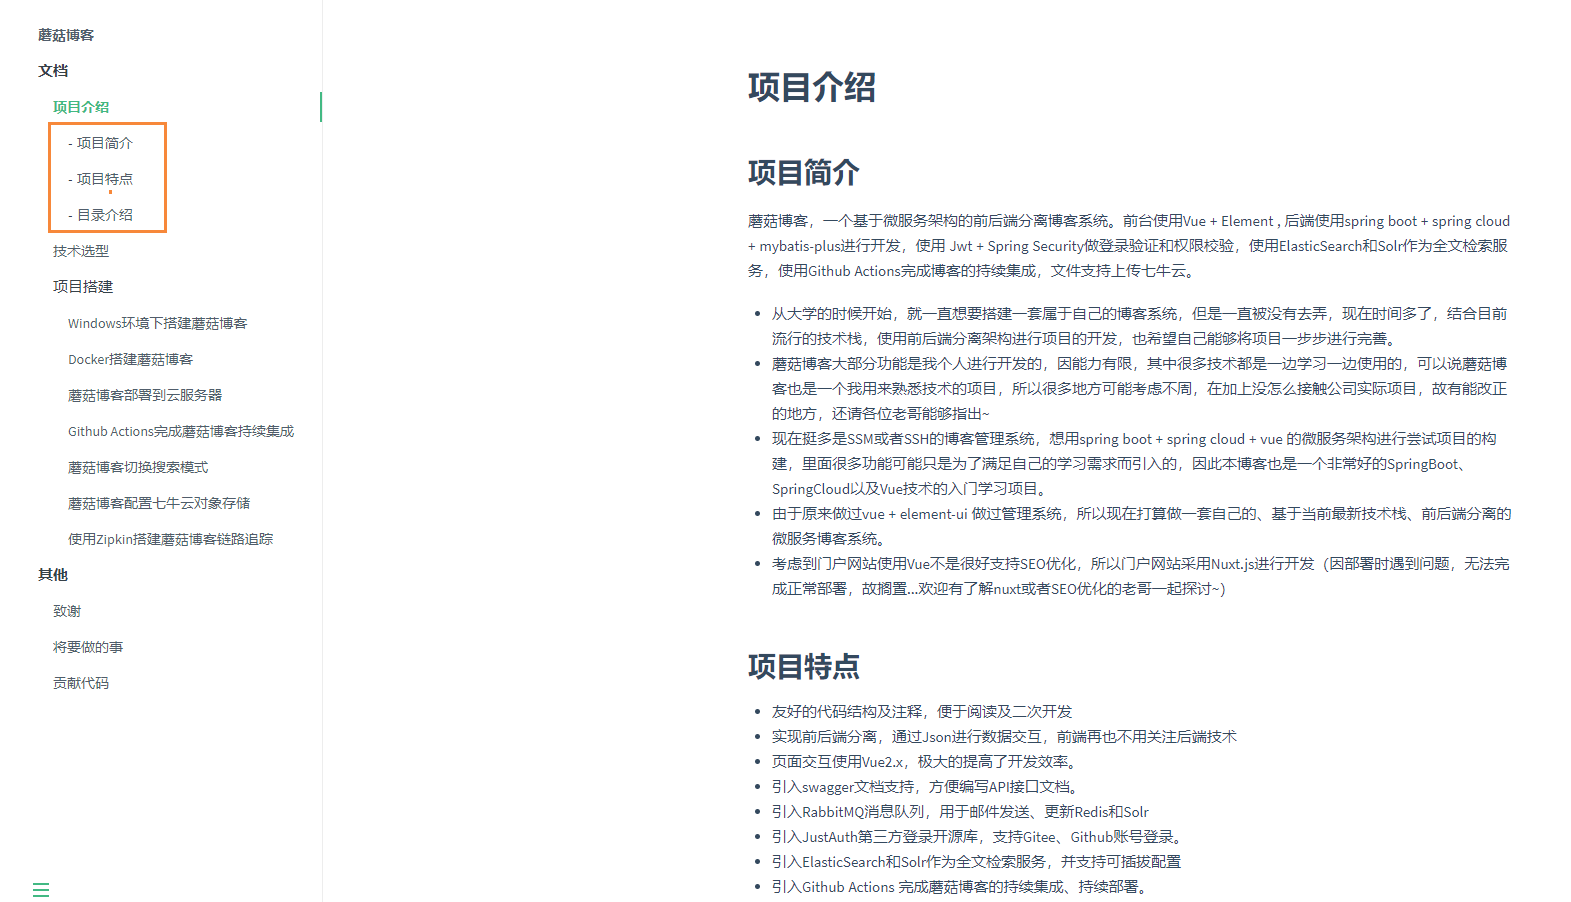 蘑菇博客
文档
项目介绍
- 项目简介
- 项目特点
- 目录介绍
技术选型
项目搭建
Windows环境下搭建蘑菇博客
Docker搭建蘑菇博客
蘑菇博客部署到云服务器
Github Actions完成蘑菇博客持续集成
蘑菇博客切换搜索模式
蘑菇博客配置七牛云对象存储
使用Zipkin搭建蘑菇博客链路追踪
其他
致谢
将要做的事
贡献代码
项目介绍
项目简介
蘑菇博客，一个基于微服务架构的前后端分离博客系统。前台使用Vue + Element , 后端使用spring boot + spring cloud
+ mybatis-plus进行开发，使用 Jwt + Spring Security做登录验证和权限校验，使用ElasticSearch和Solr作为全文检索服
务，使用Github Actions完成博客的持续集成，文件支持上传七牛云。
• 从大学的时候开始，就一直想要搭建一套属于自己的博客系统，但是一直被没有去弄，现在时间多了，结合目前
流行的技术栈，使用前后端分离架构进行项目的开发，也希望自己能够将项目一步步进行完善。
• 蘑菇博客大部分功能是我个人进行开发的，因能力有限，其中很多技术都是一边学习一边使用的，可以说蘑菇博
客也是一个我用来熟悉技术的项目，所以很多地方可能考虑不周，在加上没怎么接触公司实际项目，故有能改正
的地方，还请各位老哥能够指出~
• 现在挺多是SSM或者SSH的博客管理系统，想用spring boot + spring cloud + vue 的微服务架构进行尝试项目的构
建，里面很多功能可能只是为了满足自己的学习需求而引入的，因此本博客也是一个非常好的SpringBoot、
SpringCloud以及Vue技术的入门学习项目。
• 由于原来做过vue + element-ui 做过管理系统，所以现在打算做一套自己的、基于当前最新技术栈、前后端分离的
微服务博客系统。
• 考虑到门户网站使用Vue不是很好支持SEO优化，所以门户网站采用Nuxt.js进行开发（因部署时遇到问题，无法完
成正常部署，故搁置...欢迎有了解nuxt或者SEO优化的老哥一起探讨~）
项目特点
• 友好的代码结构及注释，便于阅读及二次开发
• 实现前后端分离，通过Json进行数据交互，前端再也不用关注后端技术
• 页面交互使用Vue2.x，极大的提高了开发效率。
• 引入swagger文档支持，方便编写API接口文档。
• 引入RabbitMQ消息队列，用于邮件发送、更新Redis和Solr
• 引入JustAuth第三方登录开源库，支持Gitee、Github账号登录。
• 引入ElasticSearch和Solr作为全文检索服务，并支持可插拔配置
• 引入Github Actions 完成蘑菇博客的持续集成、持续部署。